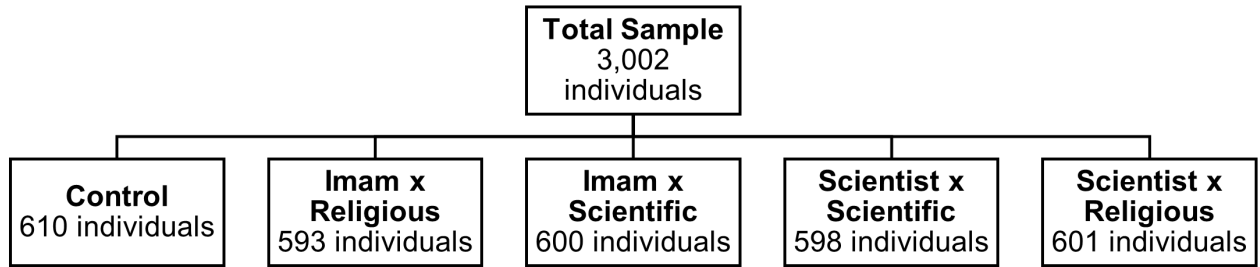 Total Sample
3,002
individuals
Control
610 individuals
Imam x
Religious
593 individuals
Imam x
Scientific
600 individuals
Scientist x
Scientific
598 individuals
Scientist x
Religious
601 individuals